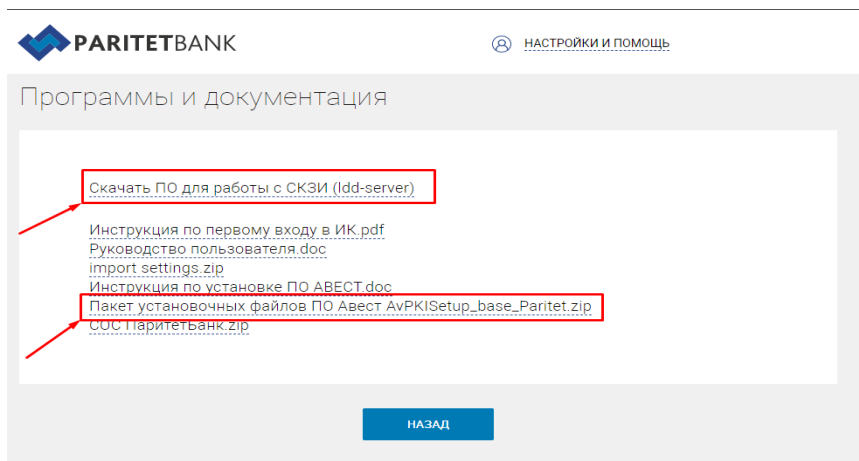 PARITETBANK
НАСТРОЙКИ И ПОМОЩЬ
Программы и документация
Скачать ПО для работы с СКЗИ (ldd-server)
Инструкция по первому входу в ИК.pdf
Руководство пользователя.doc
import settings.zip
Инструкция по установке ПО АВЕСТ.doc
Пакет установочных файлов ПО Авест AvPKISetup_base_Paritet.zip
СОС ПаритетБанк.zip
НАЗАД